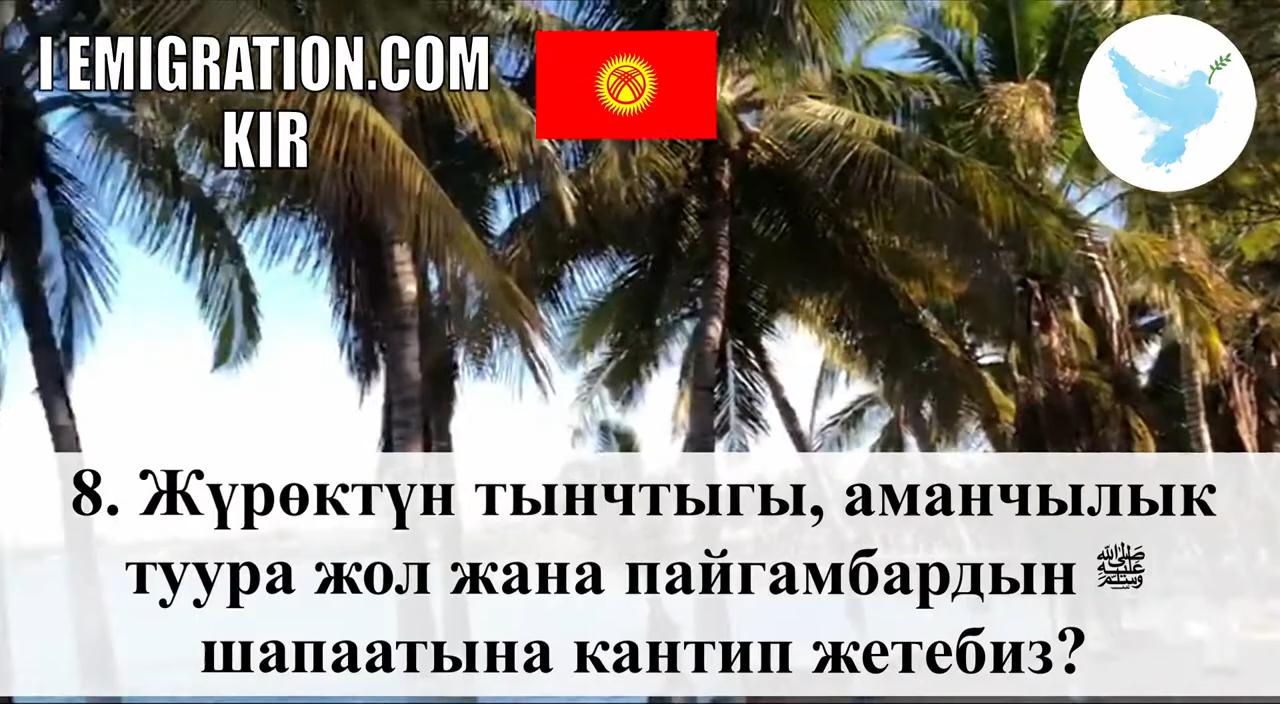 I EMIGRATION.COM
KIR
8. Жүрөктүн тынчтыгы, аманчылык
туура жол жана пайгамбардын ﷺ
шапаатына кантип жетебиз?